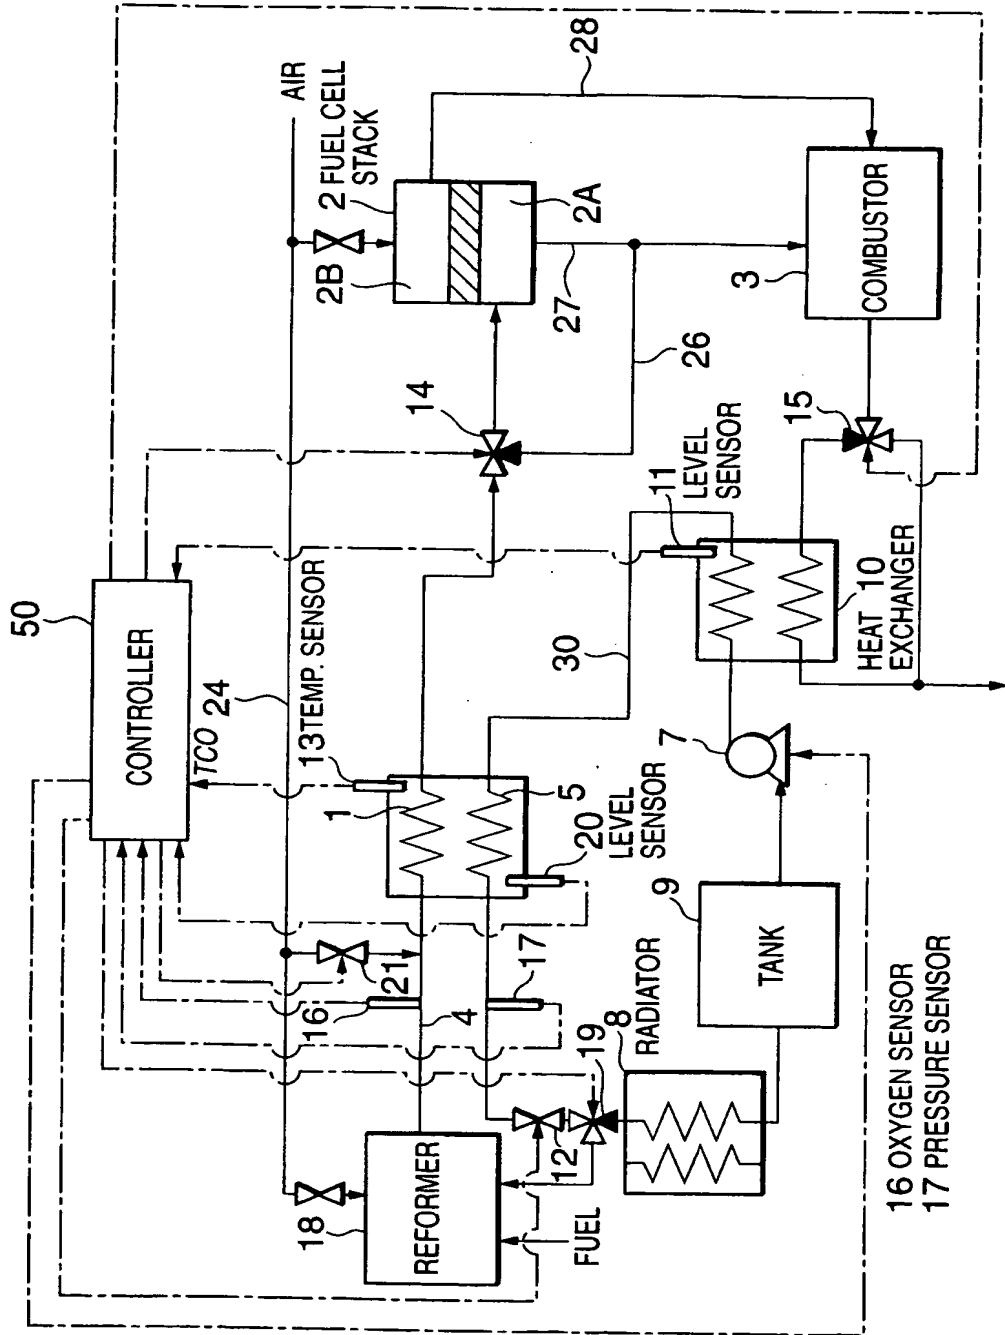 50
CONTROLLER
TCO
24
AIR
2 FUEL CELL
STACK
2B
2A
28
27
26
14
13 TEMP. SENSOR
1
5
20
LEVEL
SENSOR
30
11
LEVEL
SENSOR
15
3
COMBUSTOR
10
HEAT
EXCHANGER
7
9
TANK
8
RADIATOR
19
12
17
16
21
4
18
REFORMER
FUEL
16 OXYGEN SENSOR
17 PRESSURE SENSOR